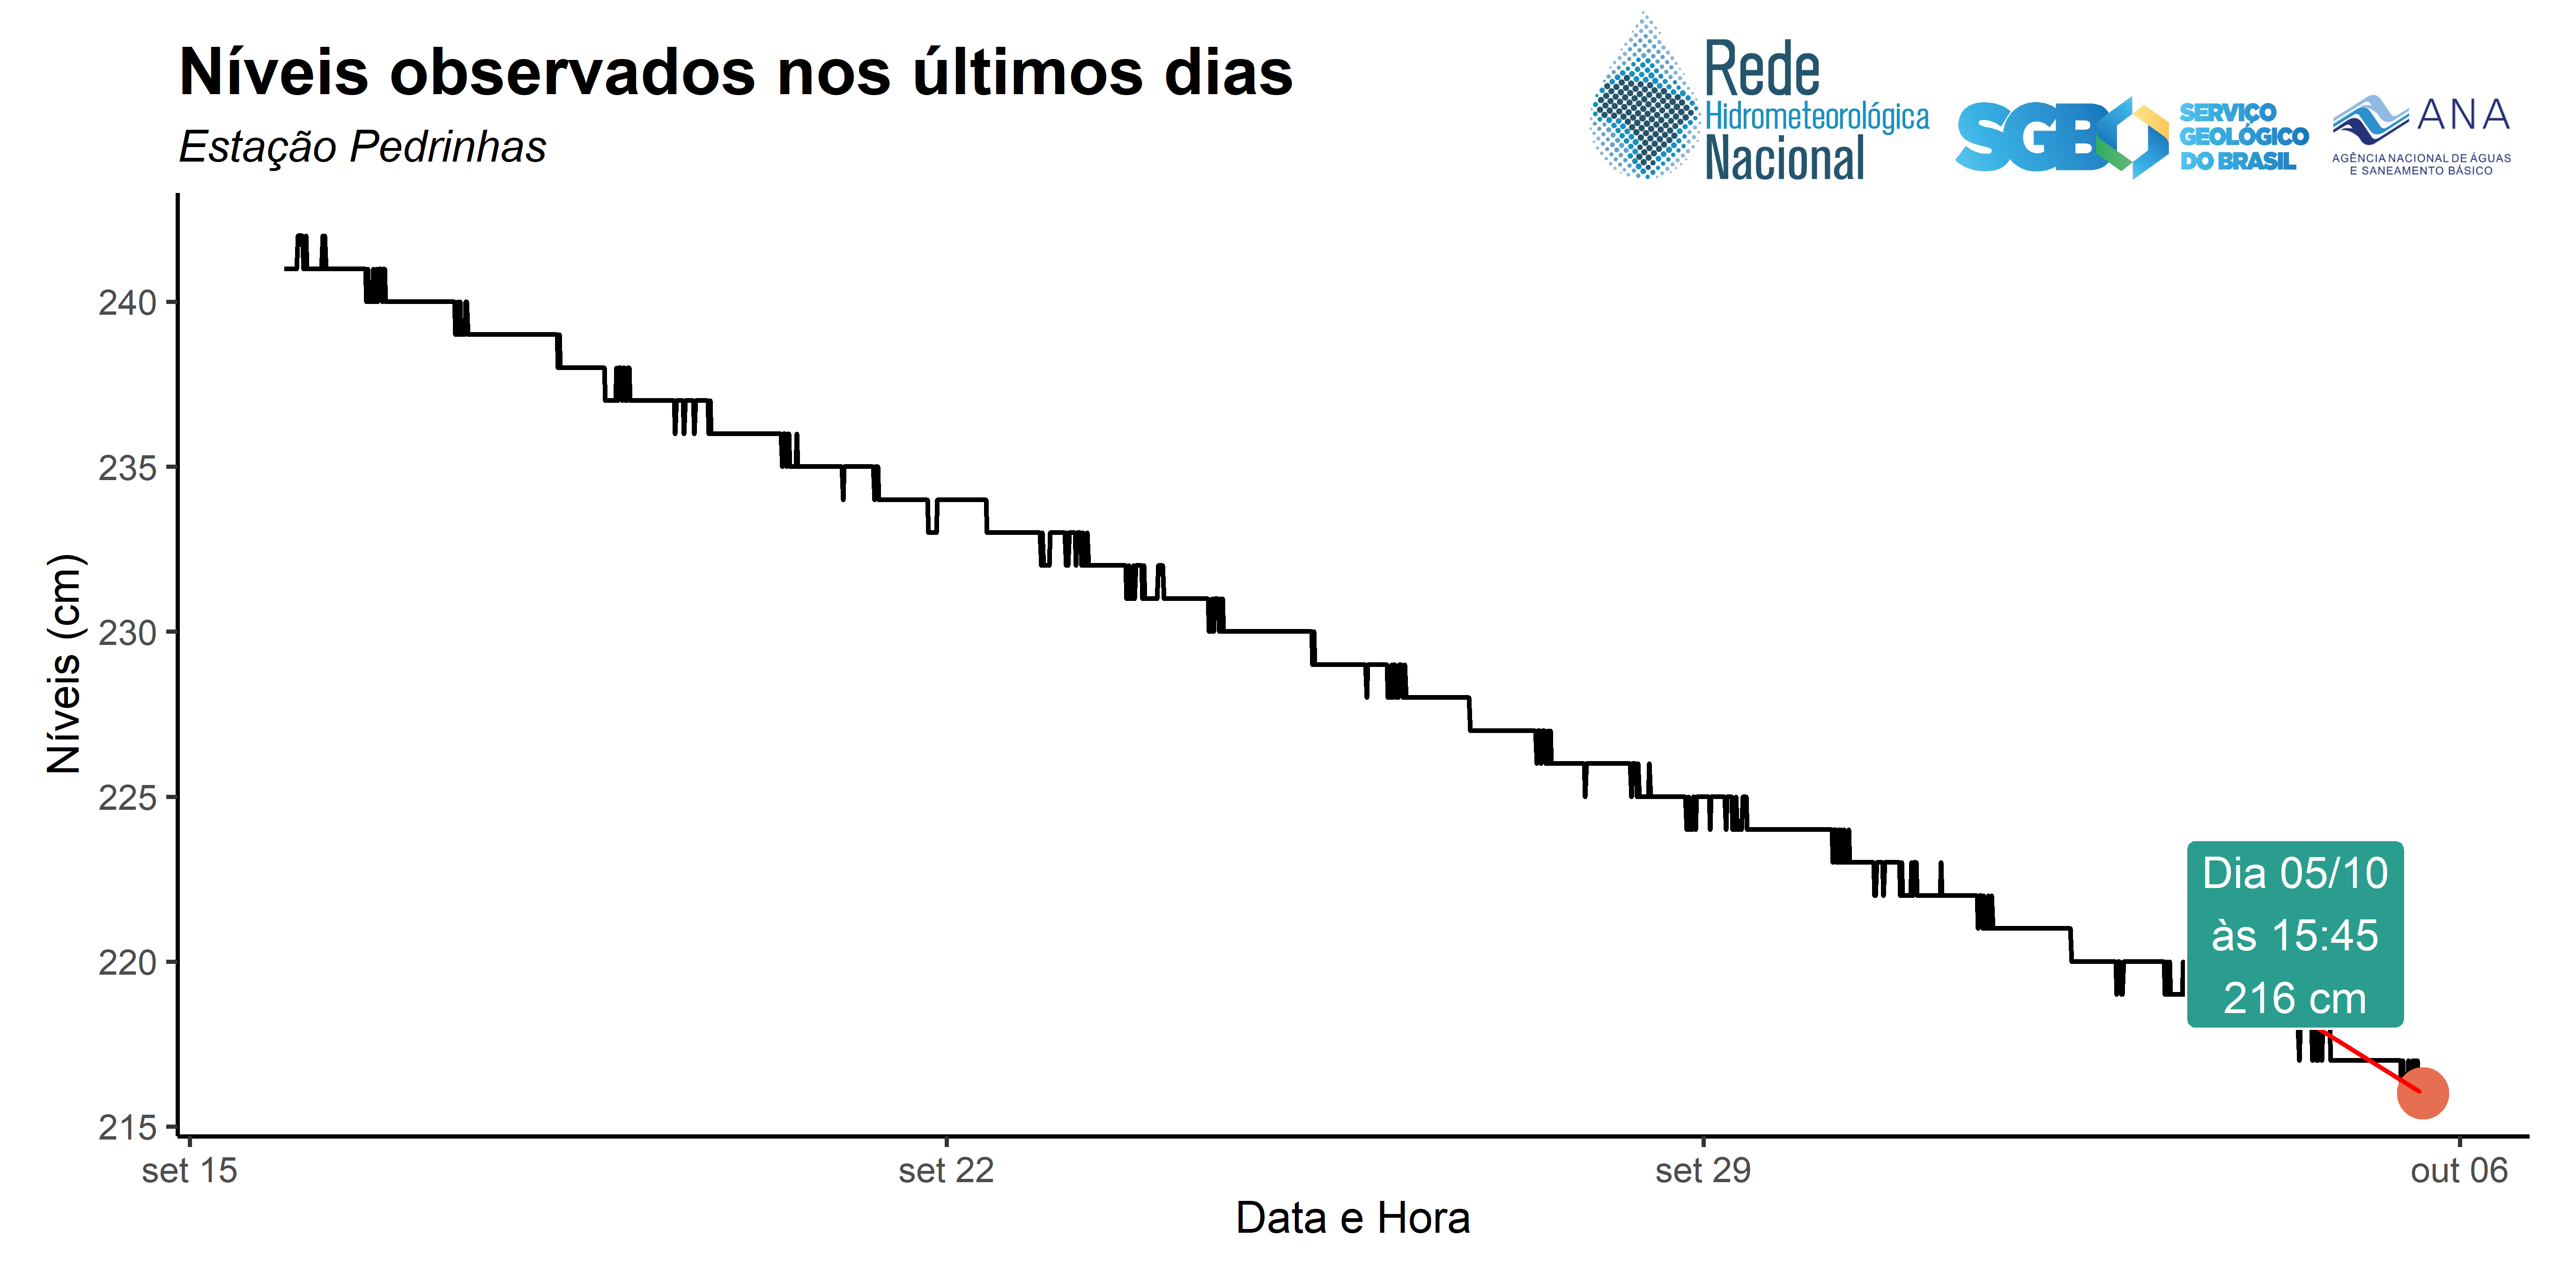 Níveis observados nos últimos dias
Estação Pedrinhas
Rede
Hidrometeorológica
Nacional
SGB
SERVIÇO
GEOLÓGICO
DO BRASIL
ANA
AGÊNCIA NACIONAL DE ÁGUAS
E SANEAMENTO BÁSICO
Níveis (cm)
240
235
230
225
220
215
Dia 05/10
às 15:45
216 cm
set 15
set 22
set 29
out 06
Data e Hora